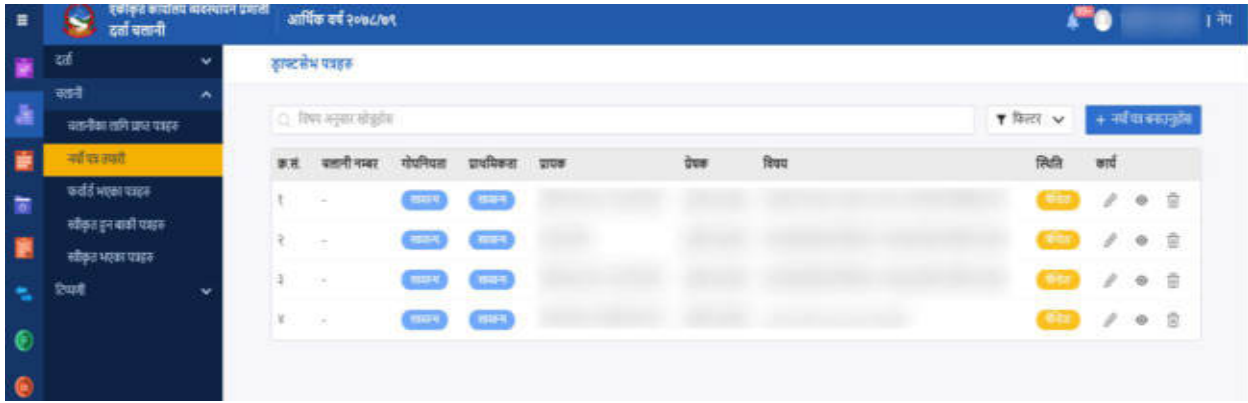 एकीकृत कार्यालय व्यवस्थापन प्रणाली
दर्ता चलानी
आर्थिक वर्ष २०७८/७९
| नेप
दर्ता
चलानी
चलानीका लागि प्राप्त पत्रहरु
नयाँ पत्र तयारी
फर्वार्ड भएका पत्रहरु
स्वीकृत हुन बाकी पत्रहरु
स्वीकृत भएका पत्रहरु
टिप्पणी
ड्राफ्टसेभ पत्रहरु
विषय अनुसार खोज्नुहोस
फिल्टर
+ नयाँ पत्र बनाउनुहोस
क्र.सं. चलानी नम्बर गोपनियता प्राथमिकता प्रापक प्रेषक विषय स्थिति कार्य
१ - सामान्य सामान्य
२ - सामान्य सामान्य
३ - सामान्य सामान्य
४ - सामान्य सामान्य